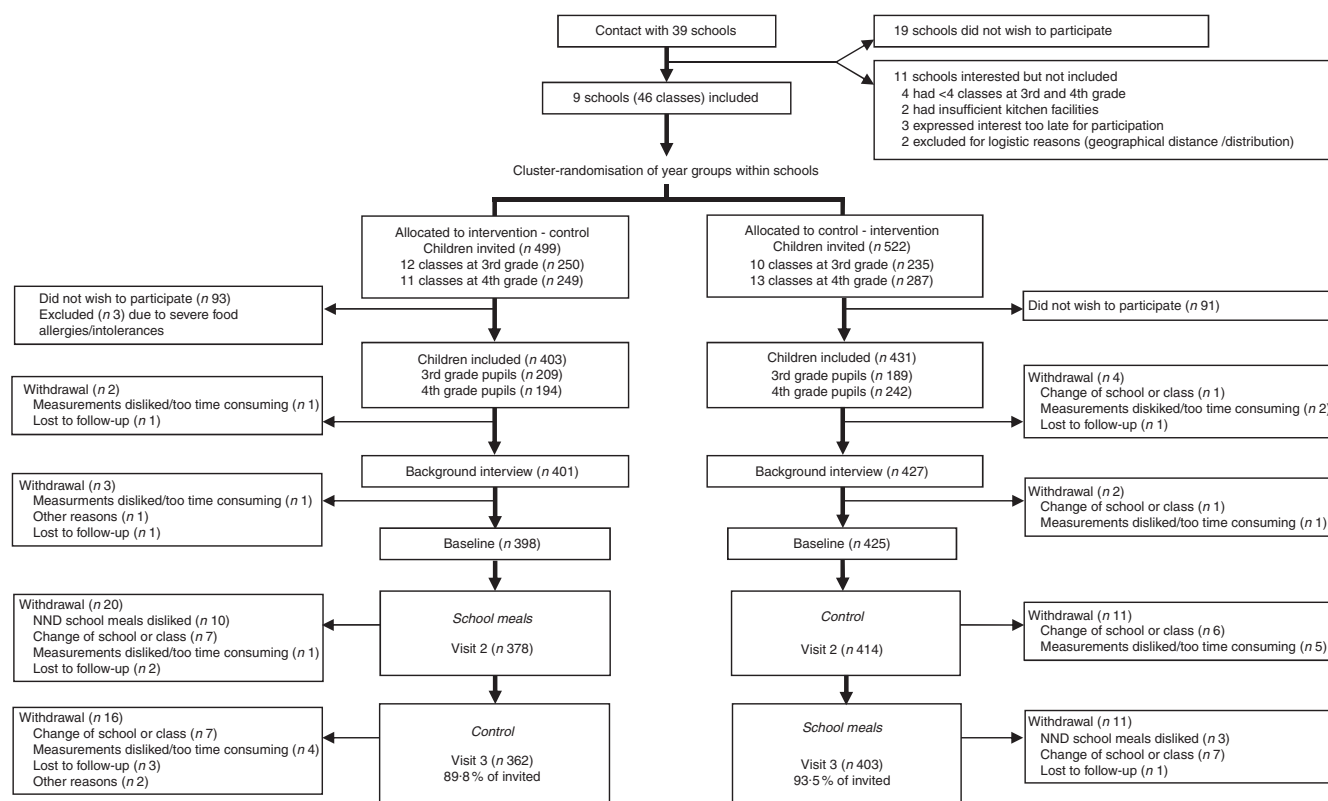 Contact with 39 schools
19 schools did not wish to participate
11 schools interested but not included
4 had <4 classes at 3rd and 4th grade
2 had insufficient kitchen facilities
3 expressed interest too late for participation
2 excluded for logistic reasons (geographical distance /distribution)
9 schools (46 classes) included
Cluster-randomisation of year groups within schools
Allocated to intervention - control
Children invited (n 499)
12 classes at 3rd grade (n 250)
11 classes at 4th grade (n 249)
Allocated to control - intervention
Children invited (n 522)
10 classes at 3rd grade (n 235)
13 classes at 4th grade (n 287)
Did not wish to participate (n 93)
Excluded (n 3) due to severe food
allergies/intolerances
Did not wish to participate (n 91)
Children included (n 403)
3rd grade pupils (n 209)
4th grade pupils (n 194)
Children included (n 431)
3rd grade pupils (n 189)
4th grade pupils (n 242)
Withdrawal (n 2)
Measurements disliked/too time consuming (n 1)
Lost to follow-up (n 1)
Withdrawal (n 4)
Change of school or class (n 1)
Measurements diskiked/too time consuming (n 2)
Lost to follow-up (n 1)
Background interview (n 401)
Background interview (n 427)
Withdrawal (n 3)
Measurments disliked/too time consuming (n 1)
Other reasons (n 1)
Lost to follow-up (n 1)
Withdrawal (n 2)
Change of school or class (n 1)
Measurements disliked/too time consuming (n 1)
Baseline (n 398)
Baseline (n 425)
Withdrawal (n 20)
NND school meals disliked (n 10)
Change of school or class (n 7)
Measurements disliked/too time consuming (n 1)
Lost to follow-up (n 2)
School meals
Visit 2 (n 378)
Control
Visit 2 (n 414)
Withdrawal (n 11)
Change of school or class (n 6)
Measurements disliked/too time consuming (n 5)
Withdrawal (n 16)
Change of school or class (n 7)
Measurements disliked/too time consuming (n 4)
Lost to follow-up (n 3)
Other reasons (n 2)
Control
Visit 3 (n 362)
89·8 % of invited
School meals
Visit 3 (n 403)
93·5 % of invited
Withdrawal (n 11)
NND school meals disliked (n 3)
Change of school or class (n 7)
Lost to follow-up (n 1)